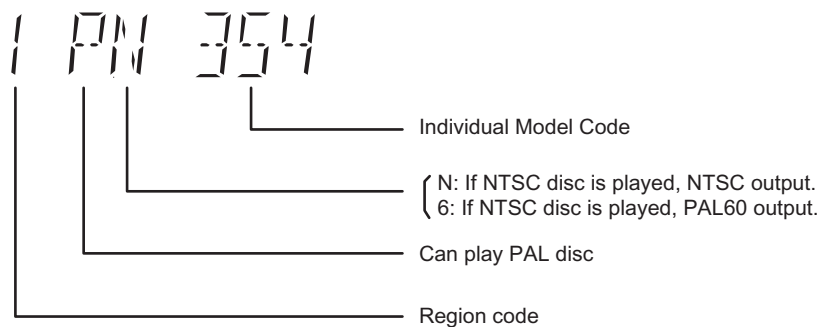 1 PN 354
Individual Model Code
N: If NTSC disc is played, NTSC output.
6: If NTSC disc is played, PAL60 output.
Can play PAL disc
Region code